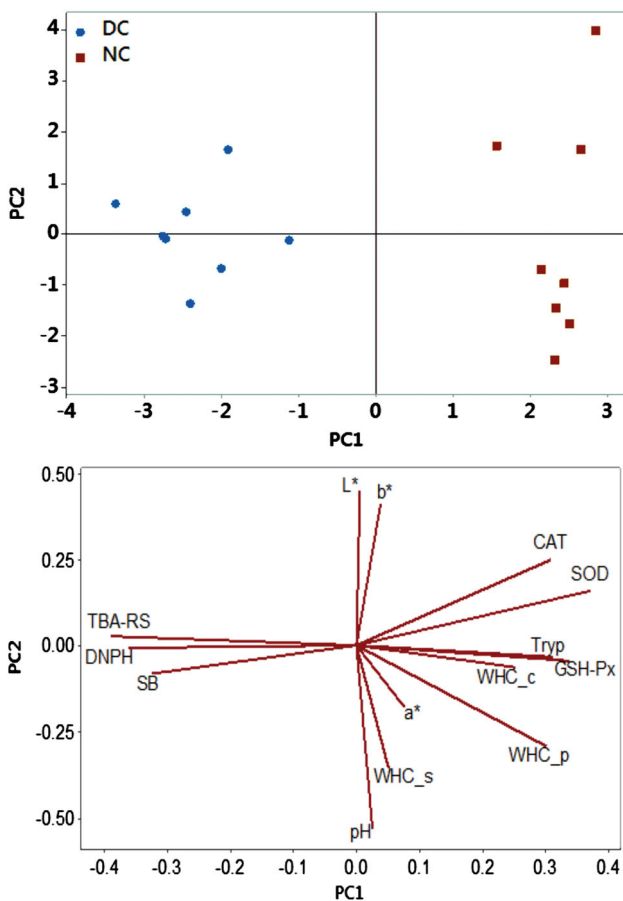 DC
NC
4
3
2
1
0
-1
-2
-3
PC2
-4 -3 -2 -1 0 1 2 3
PC1
0.50
0.25
0.00
-0.25
-0.50
PC2
L*
b*
CAT
SOD
TBA-RS
DNPH
SB
Tryp
GSH-Px
WHC_c
a*
WHC_p
WHC_s
pH
-0.4 -0.3 -0.2 -0.1 0.0 0.1 0.2 0.3 0.4
PC1